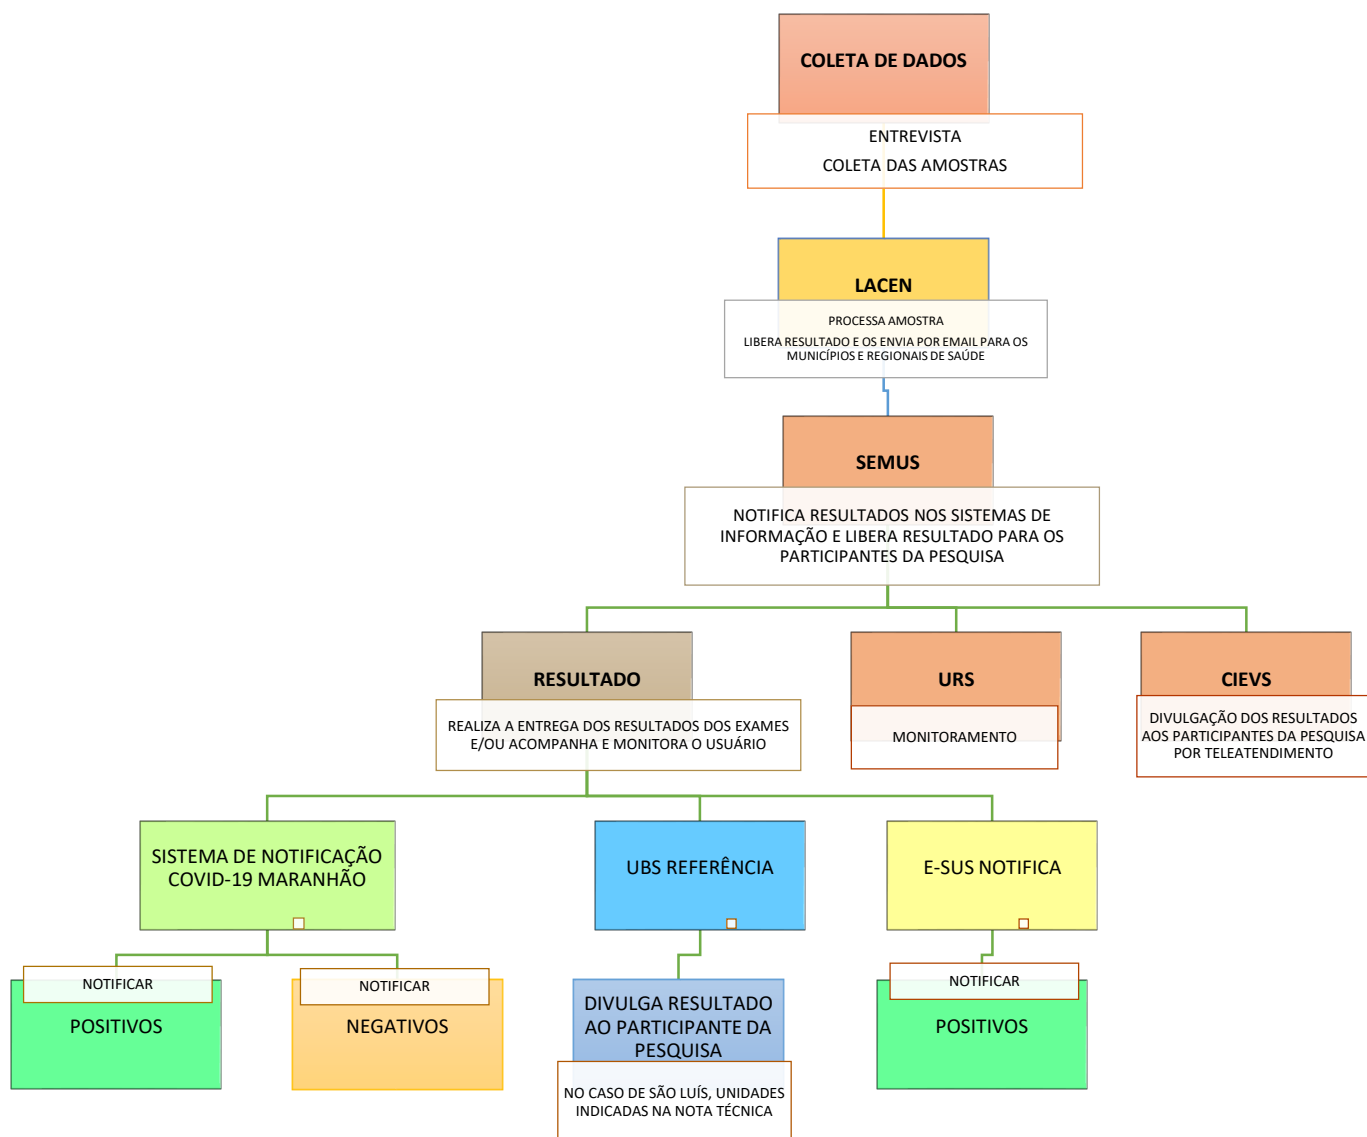 COLETA DE DADOS
ENTREVISTA
COLETA DAS AMOSTRAS
LACEN
PROCESSA AMOSTRA
LIBERA RESULTADO E OS ENVIA POR EMAIL PARA OS
MUNICÍPIOS E REGIONAIS DE SAÚDE
SEMUS
NOTIFICA RESULTADOS NOS SISTEMAS DE
INFORMAÇÃO E LIBERA RESULTADO PARA OS
PARTICIPANTES DA PESQUISA
RESULTADO
REALIZA A ENTREGA DOS RESULTADOS DOS EXAMES
E/OU ACOMPANHA E MONITORA O USUÁRIO
URS
MONITORAMENTO
CIEVS
DIVULGAÇÃO DOS RESULTADOS
AOS PARTICIPANTES DA PESQUISA
POR TELEATENDIMENTO
SISTEMA DE NOTIFICAÇÃO
COVID-19 MARANHÃO
UBS REFERÊNCIA
E-SUS NOTIFICA
NOTIFICAR
POSITIVOS
NOTIFICAR
NEGATIVOS
DIVULGA RESULTADO
AO PARTICIPANTE DA
PESQUISA
NO CASO DE SÃO LUÍS, UNIDADES
INDICADAS NA NOTA TÉCNICA
NOTIFICAR
POSITIVOS